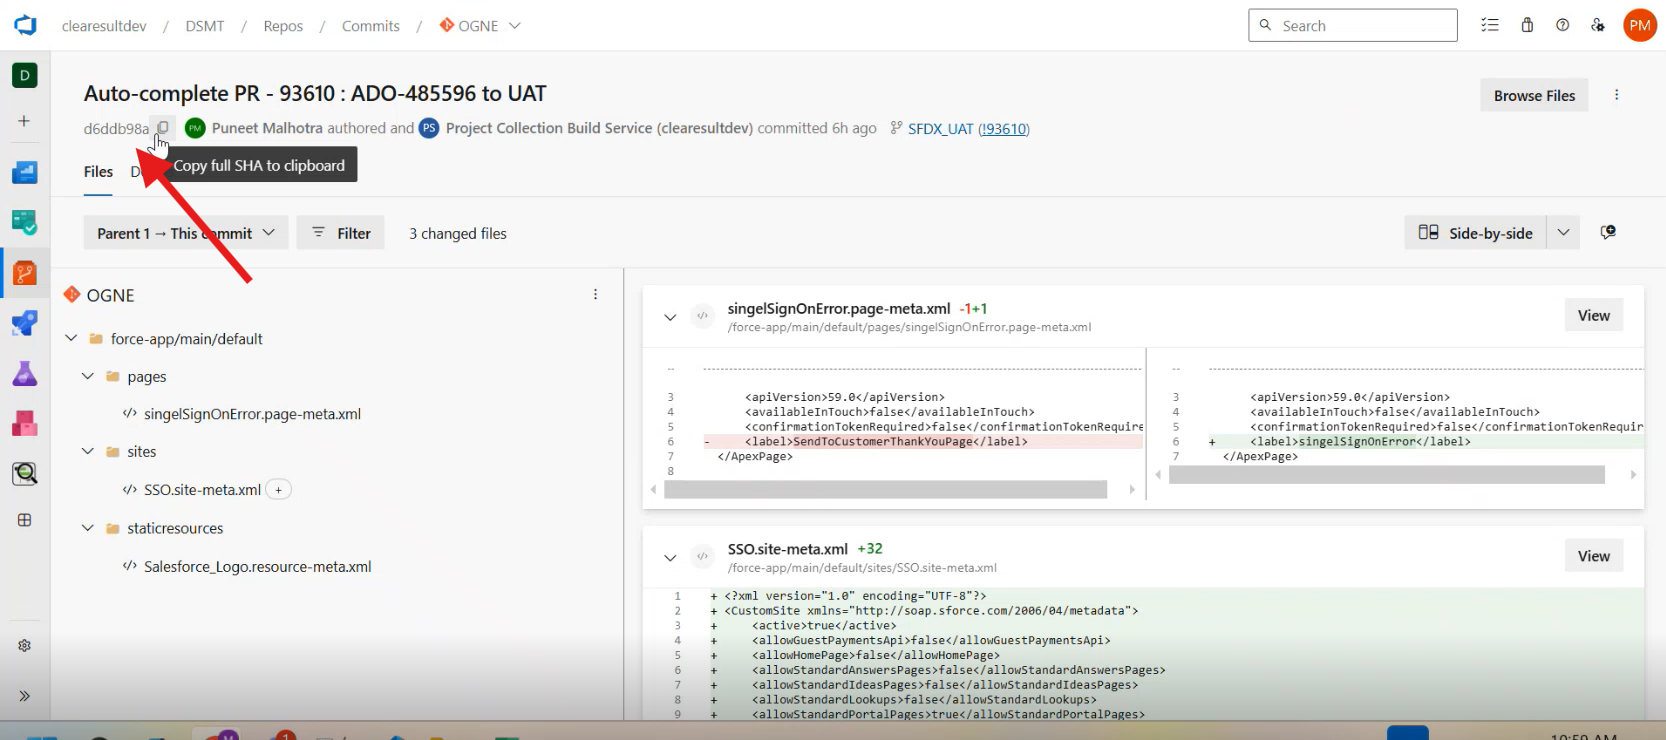 clearesultdev / DSMT / Repos / Commits / OGNE
Search
PM
D
Auto-complete PR - 93610 : ADO-485596 to UAT
Browse Files
d6ddb98a PM Puneet Malhotra authored and PS Project Collection Build Service (clearesultdev) committed 6h ago SFDX_UAT (!93610)
Copy full SHA to clipboard
Files
Parent 1 → This commit
Filter
3 changed files
Side-by-side
OGNE
force-app/main/default
pages
singelSignOnError.page-meta.xml
sites
SSO.site-meta.xml +
staticresources
Salesforce_Logo.resource-meta.xml
singelSignOnError.page-meta.xml -1+1
/force-app/main/default/pages/singelSignOnError.page-meta.xml
View
3 <apiVersion>59.0</apiVersion>
4 <availableInTouch>false</availableInTouch>
5 <confirmationTokenRequired>false</confirmationTokenRequire
6 - <label>SendToCustomerThankYouPage</label>
7 </ApexPage>
8
3 <apiVersion>59.0</apiVersion>
4 <availableInTouch>false</availableInTouch>
5 <confirmationTokenRequired>false</confirmationTokenRequire
6 + <label>singelSignOnError</label>
7 </ApexPage>
SSO.site-meta.xml +32
/force-app/main/default/sites/SSO.site-meta.xml
View
1 + <?xml version="1.0" encoding="UTF-8"?>
2 + <CustomSite xmlns="http://soap.sforce.com/2006/04/metadata">
3 + <active>true</active>
4 + <allowGuestPaymentsApi>false</allowGuestPaymentsApi>
5 + <allowHomePage>false</allowHomePage>
6 + <allowStandardAnswersPages>false</allowStandardAnswersPages>
7 + <allowStandardIdeasPages>false</allowStandardIdeasPages>
8 + <allowStandardLookups>false</allowStandardLookups>
9 + <allowStandardPortalPages>true</allowStandardPortalPages>
10:59 AM